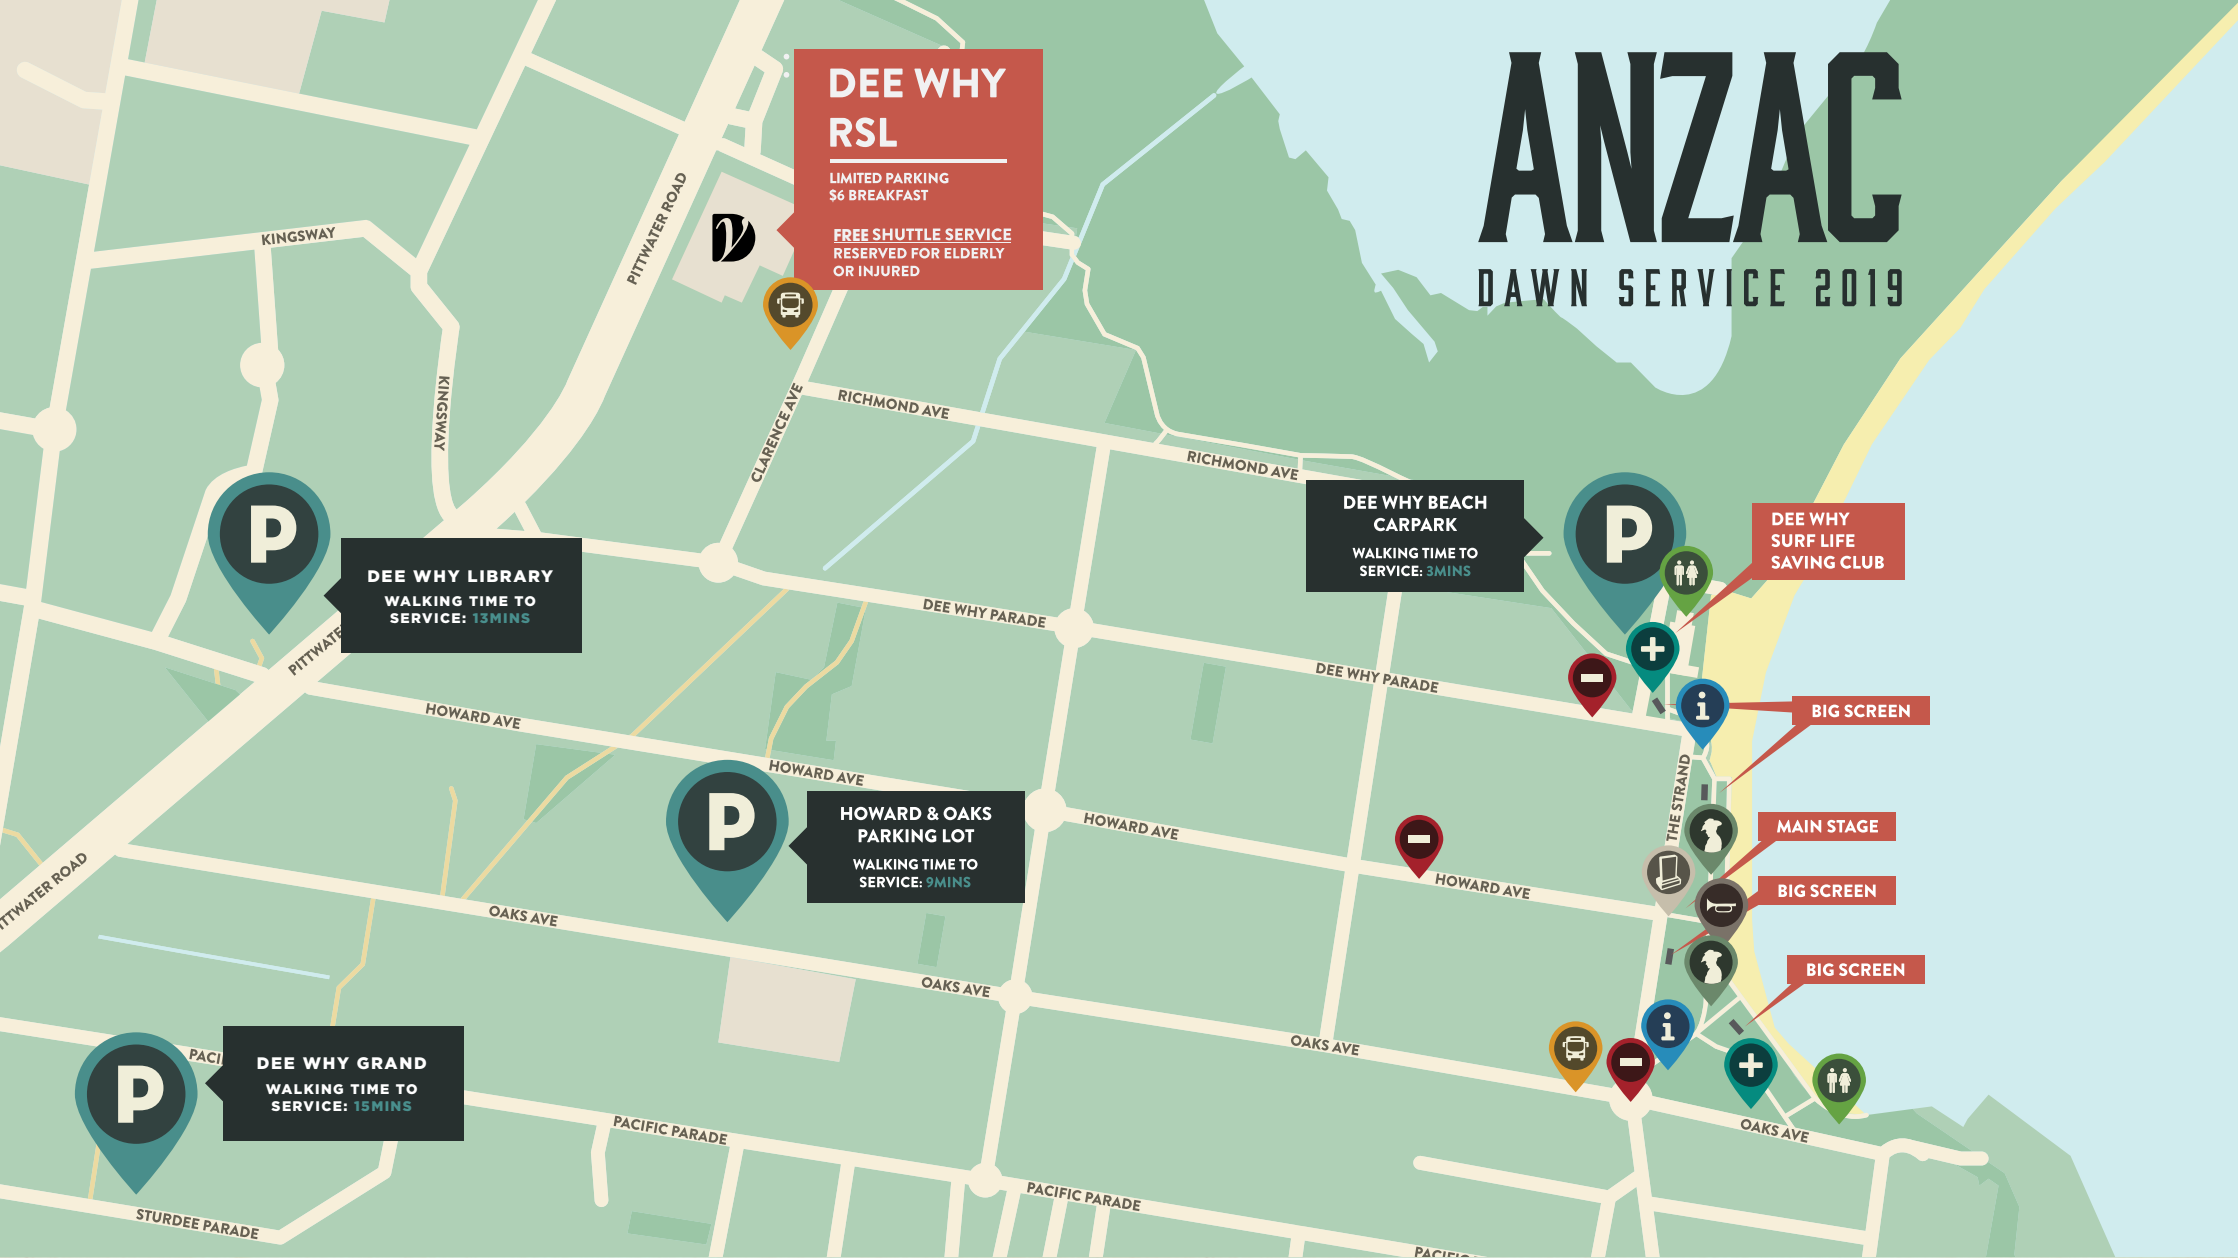 ANZAC
DAWN SERVICE 2019
DEE WHY
RSL
LIMITED PARKING
$6 BREAKFAST
FREE SHUTTLE SERVICE
RESERVED FOR ELDERLY
OR INJURED
PITTWATER ROAD
KINGSWAY
KINGSWAY
CLARENCE AVE
RICHMOND AVE
RICHMOND AVE
P
DEE WHY LIBRARY
WALKING TIME TO
SERVICE: 13MINS
P
DEE WHY BEACH
CARPARK
WALKING TIME TO
SERVICE: 3MINS
DEE WHY
SURF LIFE
SAVING CLUB
DEE WHY PARADE
DEE WHY PARADE
PITTWATE
HOWARD AVE
HOWARD AVE
i
BIG SCREEN
THE STRAND
P
HOWARD & OAKS
PARKING LOT
WALKING TIME TO
SERVICE: 9MINS
HOWARD AVE
HOWARD AVE
MAIN STAGE
BIG SCREEN
BIG SCREEN
ITTWATER ROAD
OAKS AVE
OAKS AVE
OAKS AVE
i
OAKS AVE
P
PACI
DEE WHY GRAND
WALKING TIME TO
SERVICE: 15MINS
PACIFIC PARADE
PACIFIC PARADE
PACIFIC
STURDEE PARADE